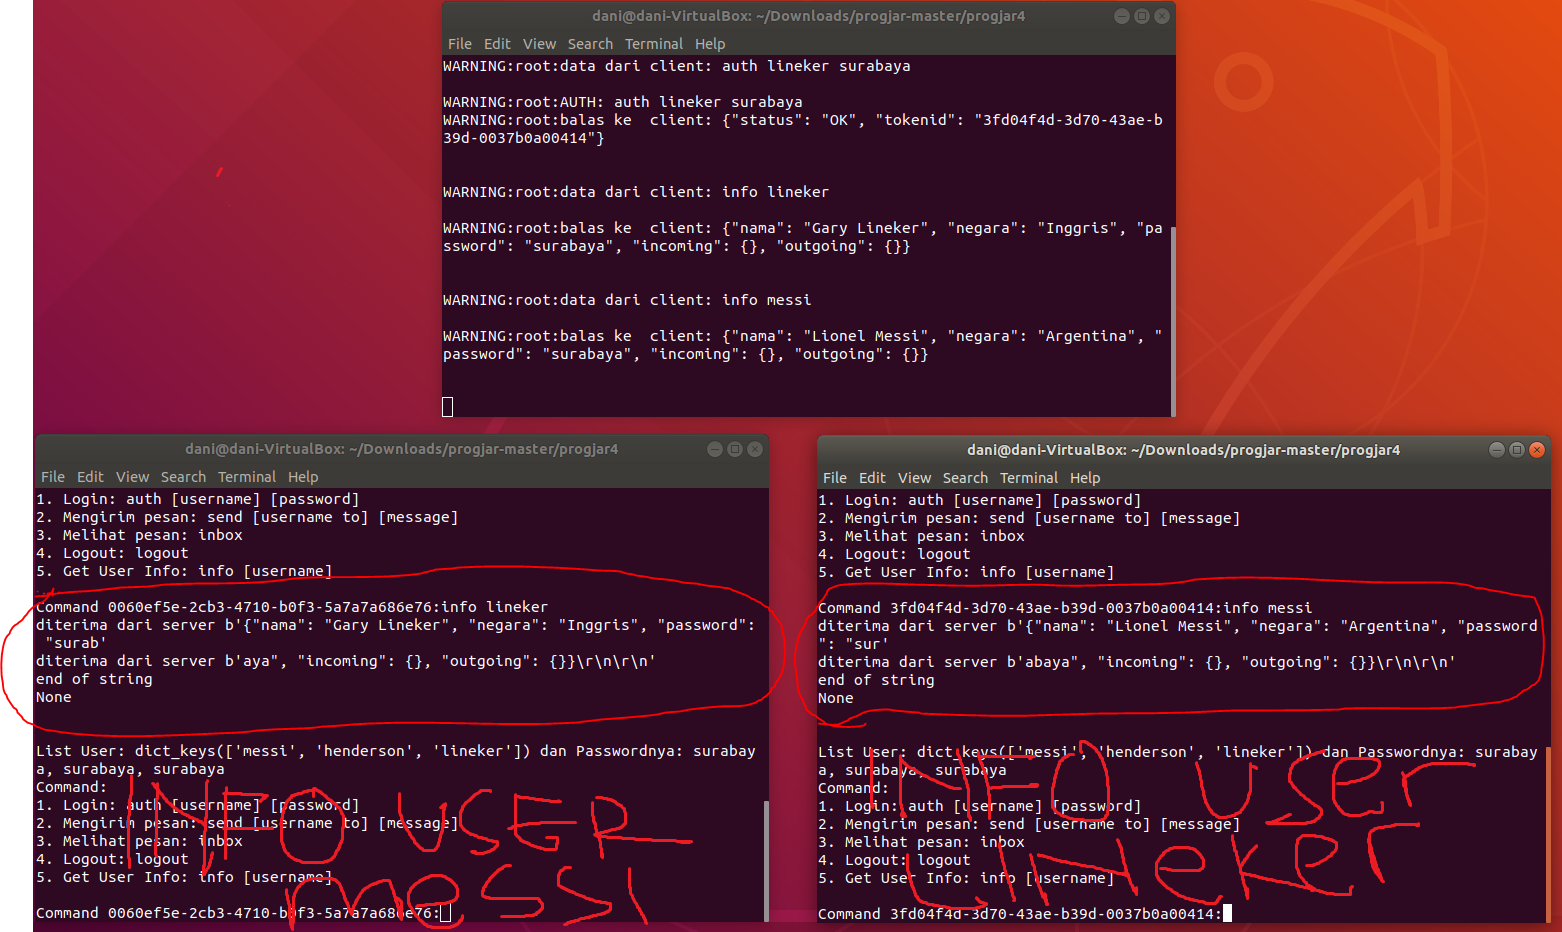 dani@dani-VirtualBox: ~/Downloads/progjar-master/progjar4
File Edit View Search Terminal Help
WARNING:root:data dari client: auth lineker surabaya
WARNING:root:AUTH: auth lineker surabaya
WARNING:root:balas ke  client: {"status": "OK", "tokenid": "3fd04f4d-3d70-43ae-b
39d-0037b0a00414"}
WARNING:root:data dari client: info lineker
WARNING:root:balas ke  client: {"nama": "Gary Lineker", "negara": "Inggris", "pa
ssword": "surabaya", "incoming": {}, "outgoing": {}}
WARNING:root:data dari client: info messi
WARNING:root:balas ke  client: {"nama": "Lionel Messi", "negara": "Argentina", "
password": "surabaya", "incoming": {}, "outgoing": {}}
dani@dani-VirtualBox: ~/Downloads/progjar-master/progjar4
File Edit View Search Terminal Help
1. Login: auth [username] [password]
2. Mengirim pesan: send [username to] [message]
3. Melihat pesan: inbox
4. Logout: logout
5. Get User Info: info [username]
Command 0060ef5e-2cb3-4710-b0f3-5a7a7a686e76:info lineker
diterima dari server b'{"nama": "Gary Lineker", "negara": "Inggris", "password":
 "surab'
diterima dari server b'aya", "incoming": {}, "outgoing": {}}\r\n\r\n'
end of string
None
List User: dict_keys(['messi', 'henderson', 'lineker']) dan Passwordnya: surabay
a, surabaya, surabaya
Command:
1. Login: auth [username] [password]
2. Mengirim pesan: send [username to] [message]
3. Melihat pesan: inbox
4. Logout: logout
5. Get User Info: info [username]
Command 0060ef5e-2cb3-4710-b0f3-5a7a7a686e76:
INFO USER
messi
dani@dani-VirtualBox: ~/Downloads/progjar-master/progjar4
File Edit View Search Terminal Help
1. Login: auth [username] [password]
2. Mengirim pesan: send [username to] [message]
3. Melihat pesan: inbox
4. Logout: logout
5. Get User Info: info [username]
Command 3fd04f4d-3d70-43ae-b39d-0037b0a00414:info messi
diterima dari server b'{"nama": "Lionel Messi", "negara": "Argentina", "password
": "sur'
diterima dari server b'abaya", "incoming": {}, "outgoing": {}}\r\n\r\n'
end of string
None
List User: dict_keys(['messi', 'henderson', 'lineker']) dan Passwordnya: surabay
a, surabaya, surabaya
Command:
1. Login: auth [username] [password]
2. Mengirim pesan: send [username to] [message]
3. Melihat pesan: inbox
4. Logout: logout
5. Get User Info: info [username]
Command 3fd04f4d-3d70-43ae-b39d-0037b0a00414:
INFO user
Lineker